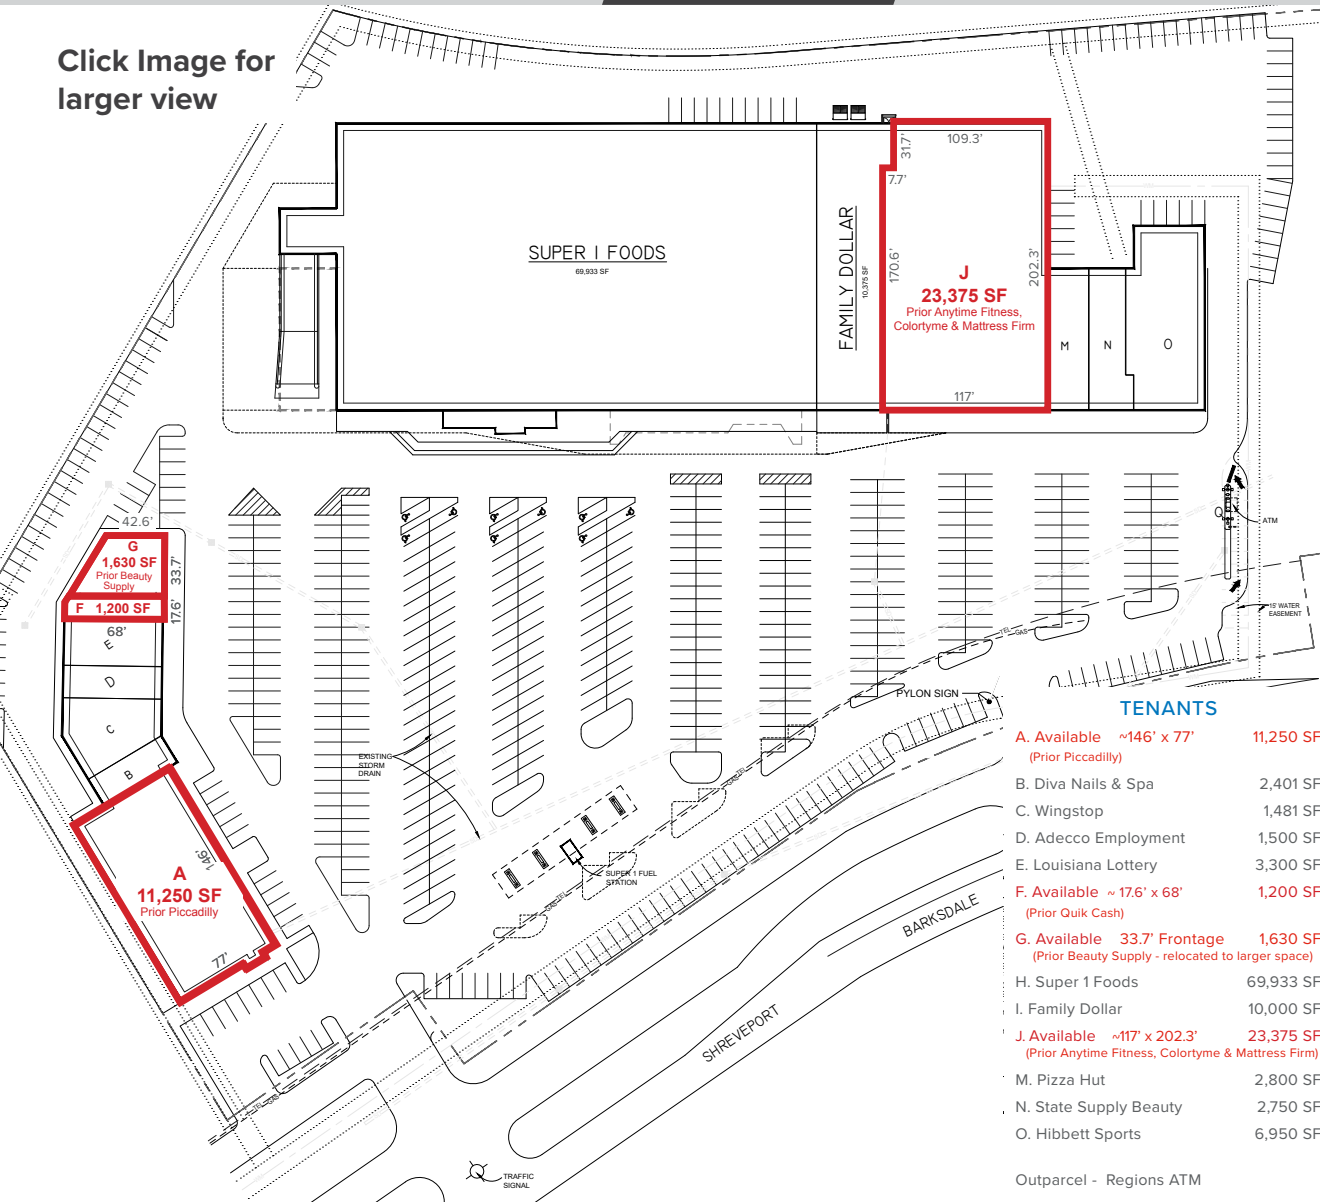 Click Image for
larger view
109.3'
31.7'
7.7'
SUPER 1 FOODS
69,933 SF
FAMILY DOLLAR
10,375 SF
170.6'
202.3'
J
23,375 SF
Prior Anytime Fitness,
Colortyme & Mattress Firm
117'
M
N
O
42.6'
G
1,630 SF
Prior Beauty
Supply
33.7'
F 1,200 SF
17.6'
68'
E
D
C
B
A
11,250 SF
Prior Piccadilly
146'
77'
Q
ATM
15' WATER
EASEMENT
TEL
GAS
PYLON SIGN
EXISTING
STORM
DRAIN
GAS
TEL
SUPER 1 FUEL
STATION
GAS
TEL
BARKSDALE
SHREVEPORT
TEL
GAS
TRAFFIC
SIGNAL
TENANTS
A. Available ~146' x 77' 11,250 SF
(Prior Piccadilly)
B. Diva Nails & Spa 2,401 SF
C. Wingstop 1,481 SF
D. Adecco Employment 1,500 SF
E. Louisiana Lottery 3,300 SF
F. Available ~ 17.6' x 68' 1,200 SF
(Prior Quik Cash)
G. Available 33.7' Frontage 1,630 SF
(Prior Beauty Supply - relocated to larger space)
H. Super 1 Foods 69,933 SF
I. Family Dollar 10,000 SF
J. Available ~117' x 202.3' 23,375 SF
(Prior Anytime Fitness, Colortyme & Mattress Firm)
M. Pizza Hut 2,800 SF
N. State Supply Beauty 2,750 SF
O. Hibbett Sports 6,950 SF
Outparcel - Regions ATM